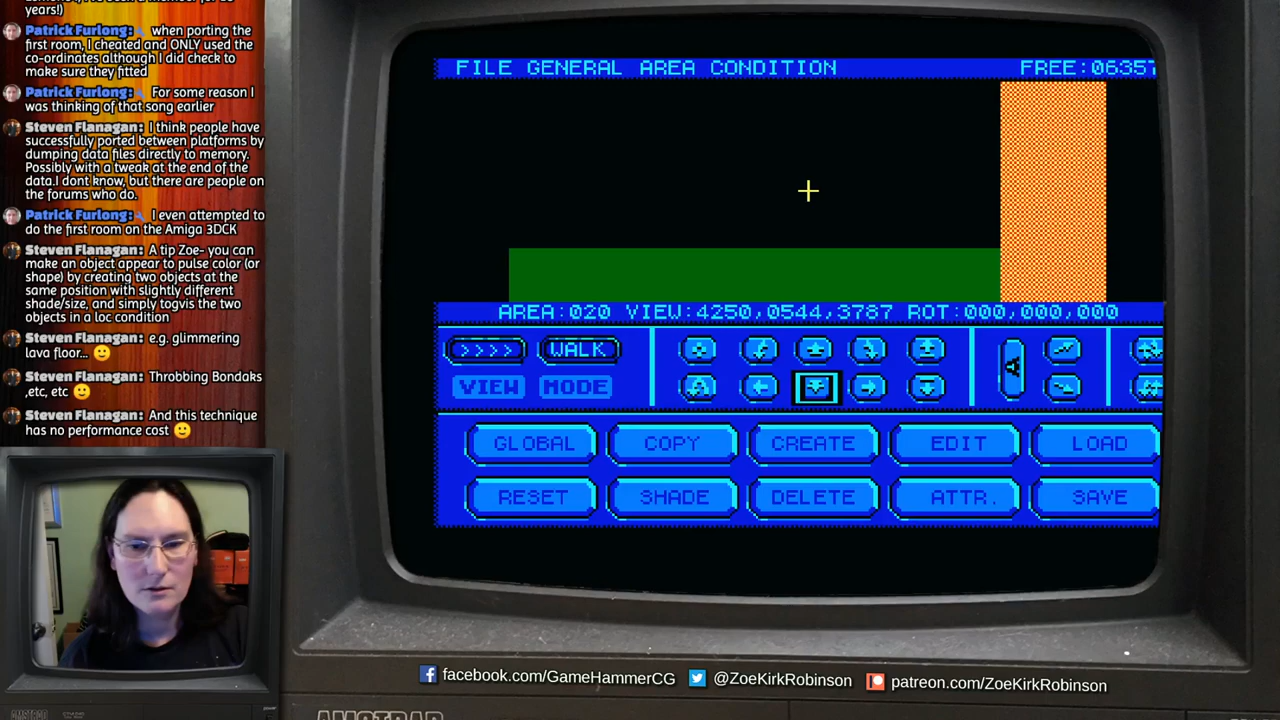 years!)
Patrick Furlong: when porting the
first room, I cheated and ONLY used the
co-ordinates although I did check to
make sure they fitted
Patrick Furlong: For some reason I
was thinking of that song earlier
Steven Flanagan: I think people have
successfully ported between platforms by
dumping data files directly to memory.
Possibly with a tweak at the end of the
data.I dont know, but there are people on
the forums who do.
Patrick Furlong: I even attempted to
do the first room on the Amiga 3DCK
Steven Flanagan: A tip Zoe- you can
make an object appear to pulse color (or
shape) by creating two objects at the
same position with slightly different
shade/size, and simply togvis the two
objects in a loc condition
Steven Flanagan: e.g. glimmering
lava floor... 🙂
Steven Flanagan: Throbbing Bondaks
,etc, etc 🙂
Steven Flanagan: And this technique
has no performance cost 🙂
FILE GENERAL AREA CONDITION FREE:06357
AREA:020 VIEW:4250,0544,3787 ROT:000,000,000
>>>> WALK
VIEW MODE
A
GLOBAL COPY CREATE EDIT LOAD
RESET SHADE DELETE ATTR. SAVE
facebook.com/GameHammerCG @ZoeKirkRobinson patreon.com/ZoeKirkRobinson
AMSTRAD